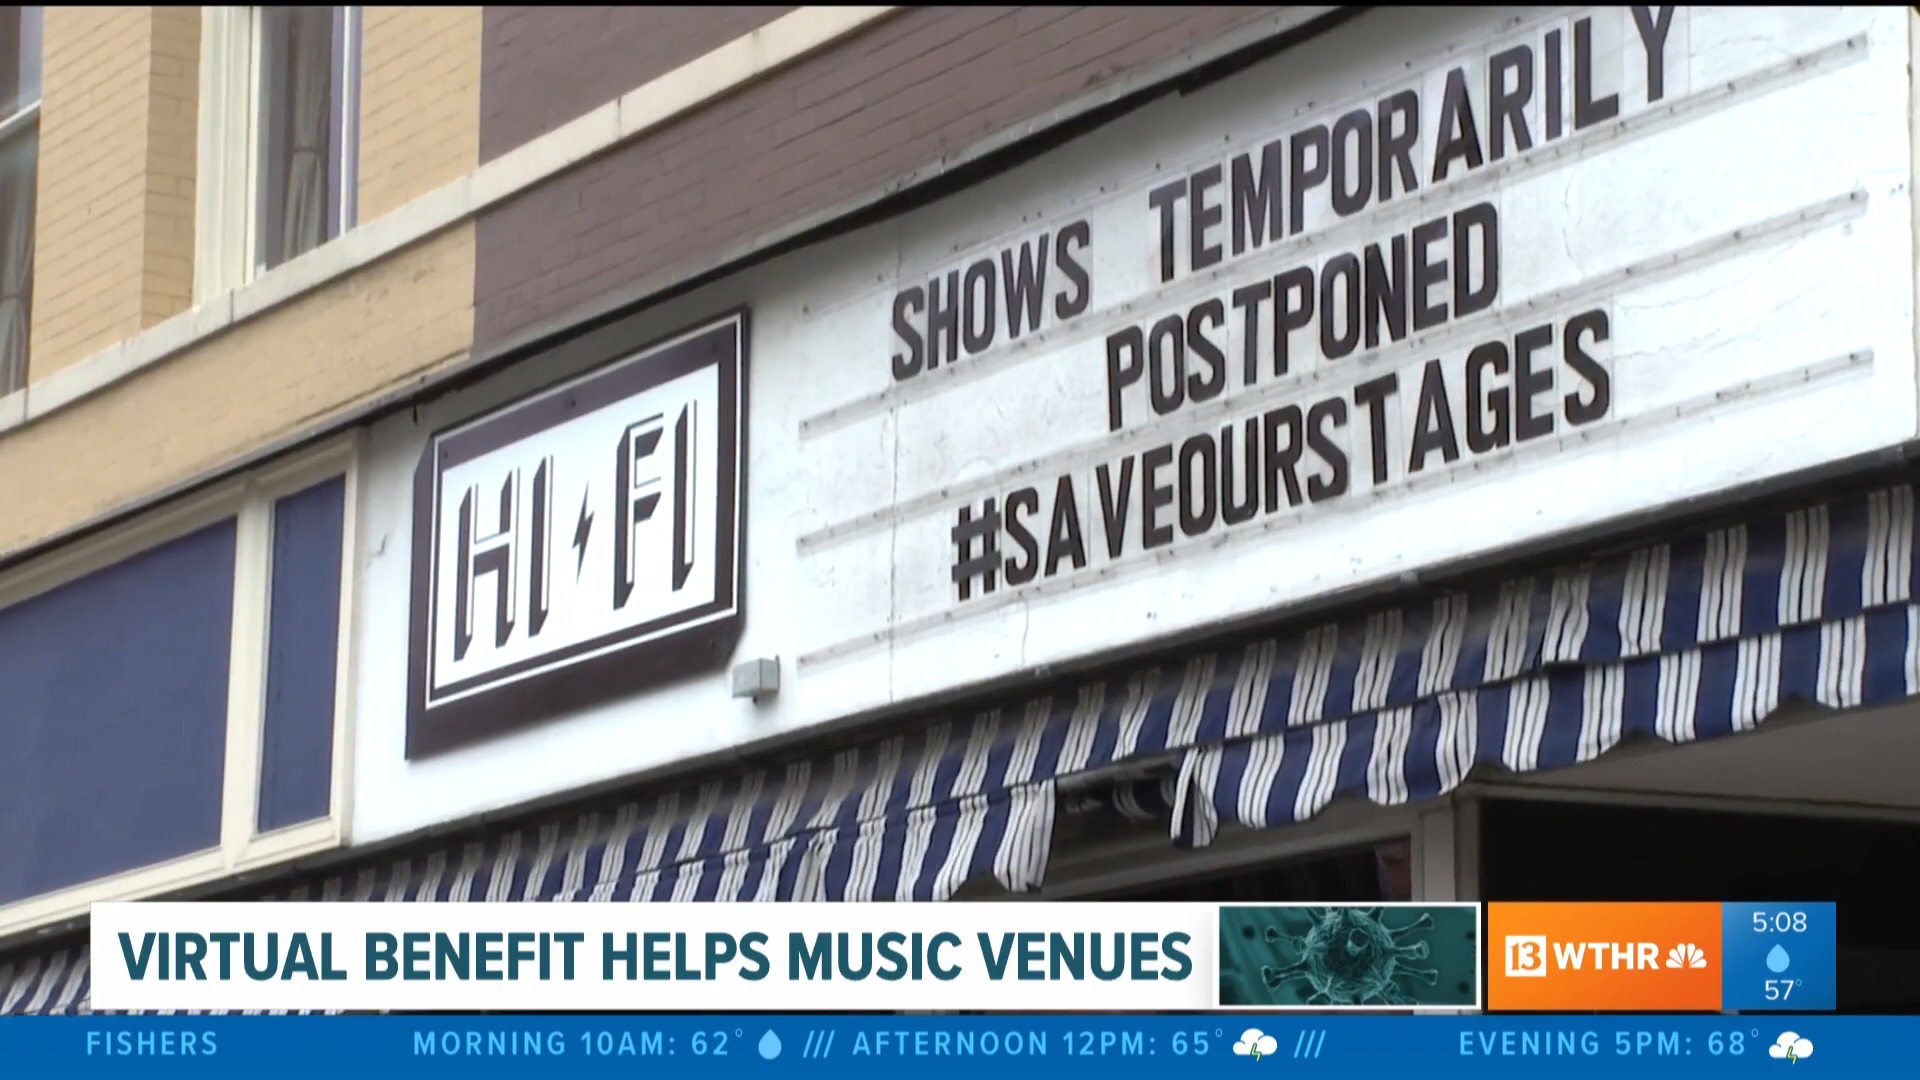 SHOWS TEMPORARILY
POSTPONED
#SAVEOURSTAGES
HI FI
VIRTUAL BENEFIT HELPS MUSIC VENUES
13 WTHR
5:08
57°
FISHERS MORNING 10AM: 62° /// AFTERNOON 12PM: 65° /// EVENING 5PM: 68°